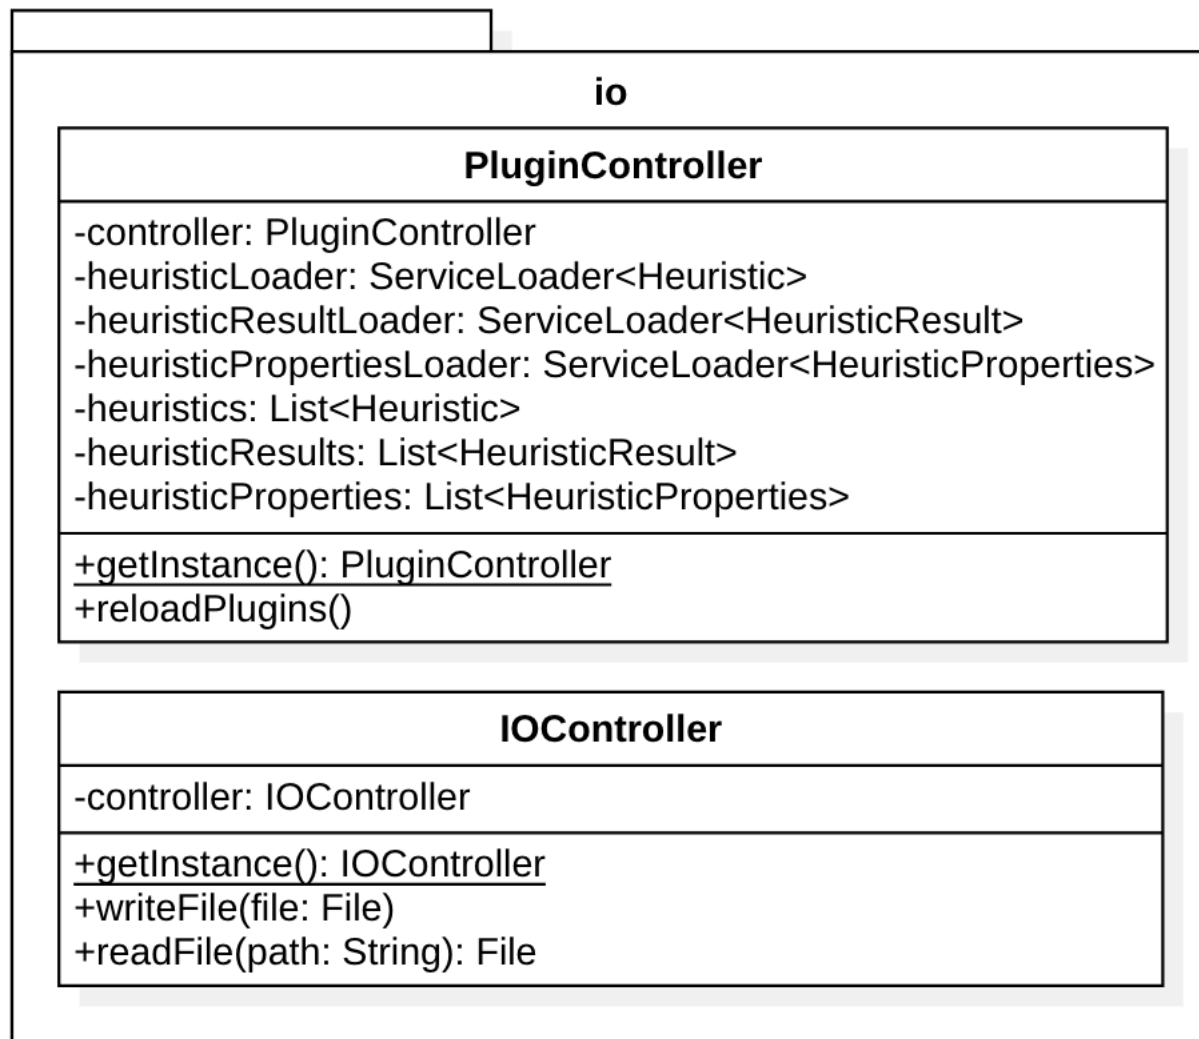 io
PluginController
-controller: PluginController
-heuristicLoader: ServiceLoader<Heuristic>
-heuristicResultLoader: ServiceLoader<HeuristicResult>
-heuristicPropertiesLoader: ServiceLoader<HeuristicProperties>
-heuristics: List<Heuristic>
-heuristicResults: List<HeuristicResult>
-heuristicProperties: List<HeuristicProperties>
+getInstance(): PluginController
+reloadPlugins()
IOController
-controller: IOController
+getInstance(): IOController
+writeFile(file: File)
+readFile(path: String): File